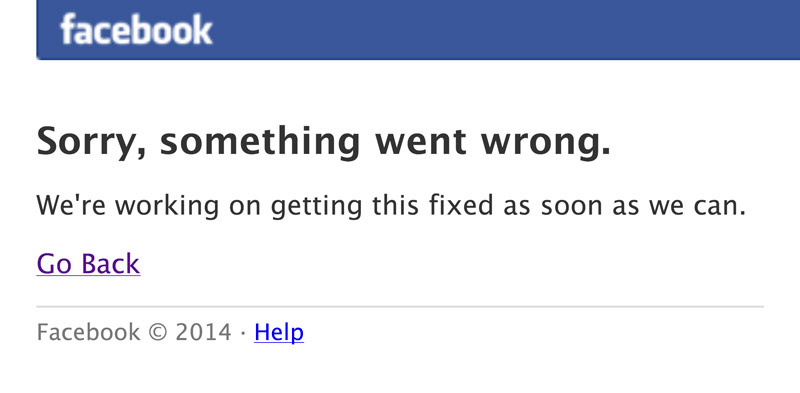 facebook
Sorry, something went wrong.
We're working on getting this fixed as soon as we can.
Go Back
Facebook © 2014 · Help